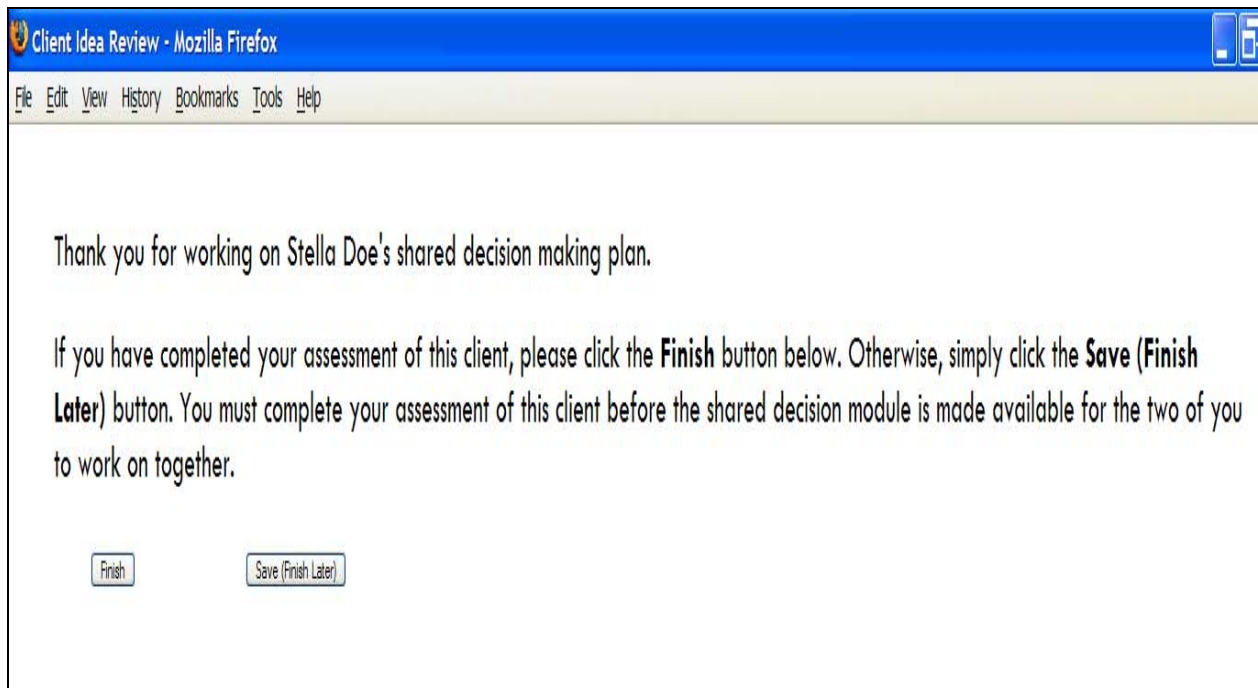 Client Idea Review - Mozilla Firefox
File Edit View History Bookmarks Tools Help
Thank you for working on Stella Doe's shared decision making plan.
If you have completed your assessment of this client, please click the Finish button below. Otherwise, simply click the Save (Finish
Later) button. You must complete your assessment of this client before the shared decision module is made available for the two of you
to work on together.
Finish Save (Finish Later)